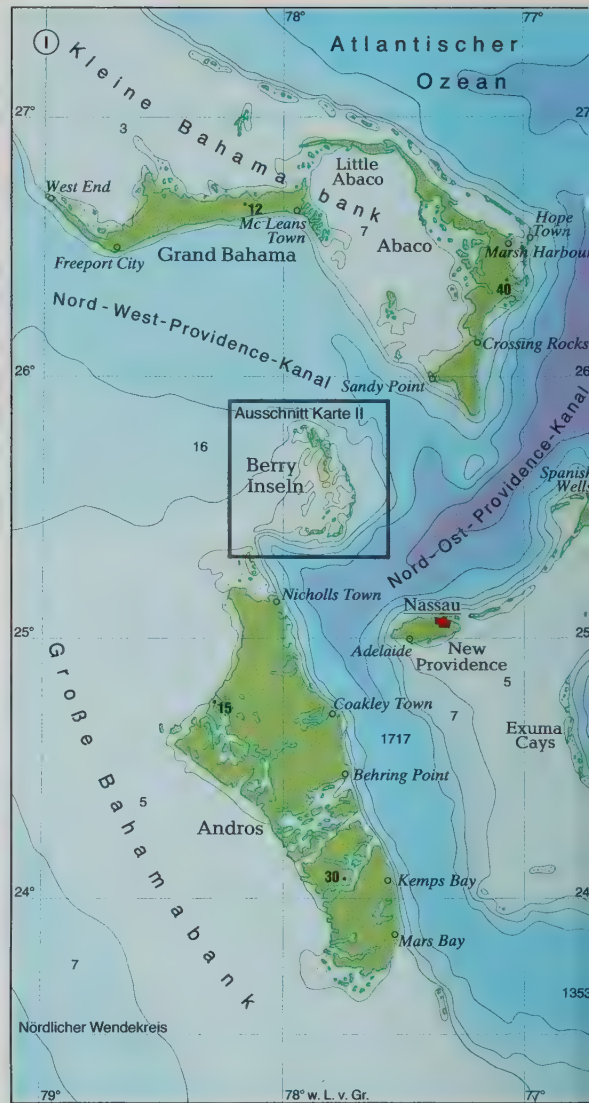 78°
77°
I
Atlantischer
Ozean
Kleine Bahama bank
27°
27
3
Little
Abaco
West End
12
Mc Leans
Town
7
Hope
Town
Abaco
Marsh Harbour
Freeport City
Grand Bahama
40
Nord-West-Providence-Kanal
Crossing Rocks
26°
26
Sandy Point
Ausschnitt Karte II
16
Berry
Inseln
Spanish
Wells
Nord-Ost-Providence-Kanal
Nicholls Town
Nassau
25°
25
Adelaide
New
Providence
5
15
Coakley Town
7
Exuma
Cays
1717
Große Bahamabank
5
Behring Point
Andros
24°
24
30
Kemps Bay
Mars Bay
7
1353
Nördlicher Wendekreis
79°
78° w. L. v. Gr.
77°